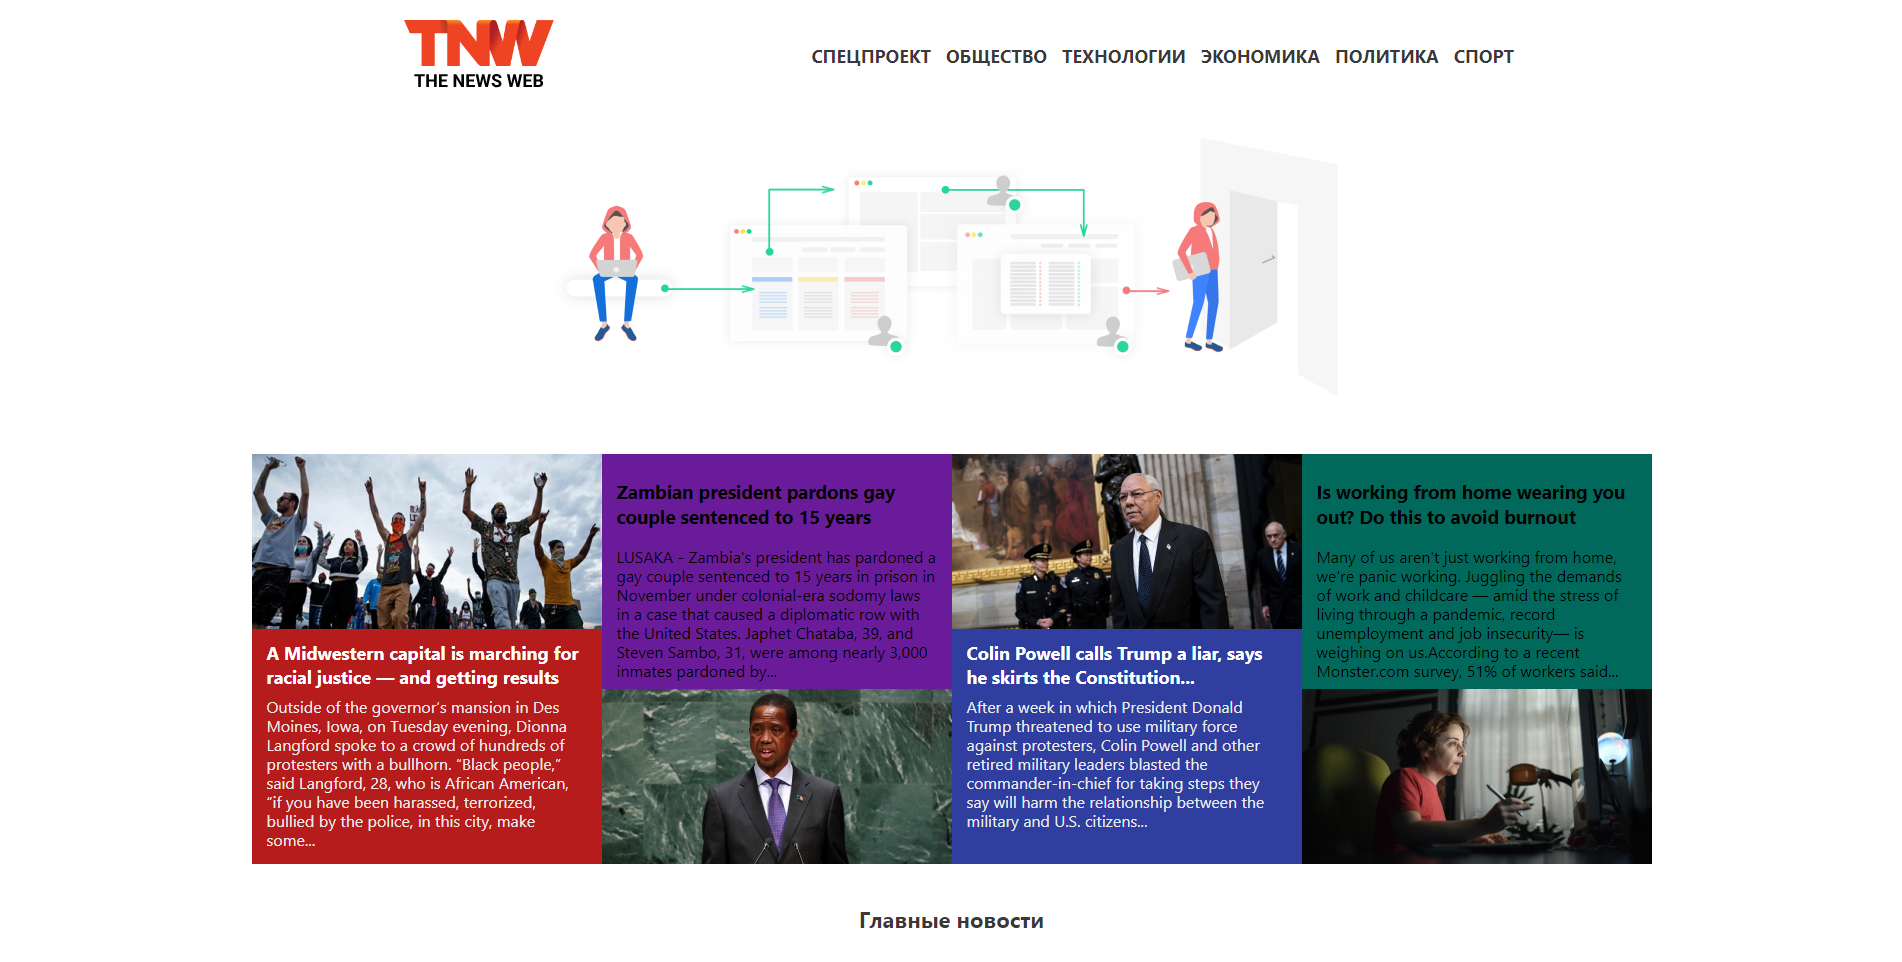 TNW
THE NEWS WEB
СПЕЦПРОЕКТ ОБЩЕСТВО ТЕХНОЛОГИИ ЭКОНОМИКА ПОЛИТИКА СПОРТ
A Midwestern capital is marching for
racial justice — and getting results
Outside of the governor's mansion in Des
Moines, Iowa, on Tuesday evening, Dionna
Langford spoke to a crowd of hundreds of
protesters with a bullhorn. “Black people,”
said Langford, 28, who is African American,
“if you have been harassed, terrorized,
bullied by the police, in this city, make
some...
Zambian president pardons gay
couple sentenced to 15 years
LUSAKA - Zambia's president has pardoned a
gay couple sentenced to 15 years in prison in
November under colonial-era sodomy laws
in a case that caused a diplomatic row with
the United States. Japhet Chataba, 39, and
Steven Sambo, 31, were among nearly 3,000
inmates pardoned by...
Colin Powell calls Trump a liar, says
he skirts the Constitution...
After a week in which President Donald
Trump threatened to use military force
against protesters, Colin Powell and other
retired military leaders blasted the
commander-in-chief for taking steps they
say will harm the relationship between the
military and U.S. citizens...
Is working from home wearing you
out? Do this to avoid burnout
Many of us aren't just working from home,
we're panic working. Juggling the demands
of work and childcare — amid the stress of
living through a pandemic, record
unemployment and job insecurity— is
weighing on us.According to a recent
Monster.com survey, 51% of workers said...
Главные новости